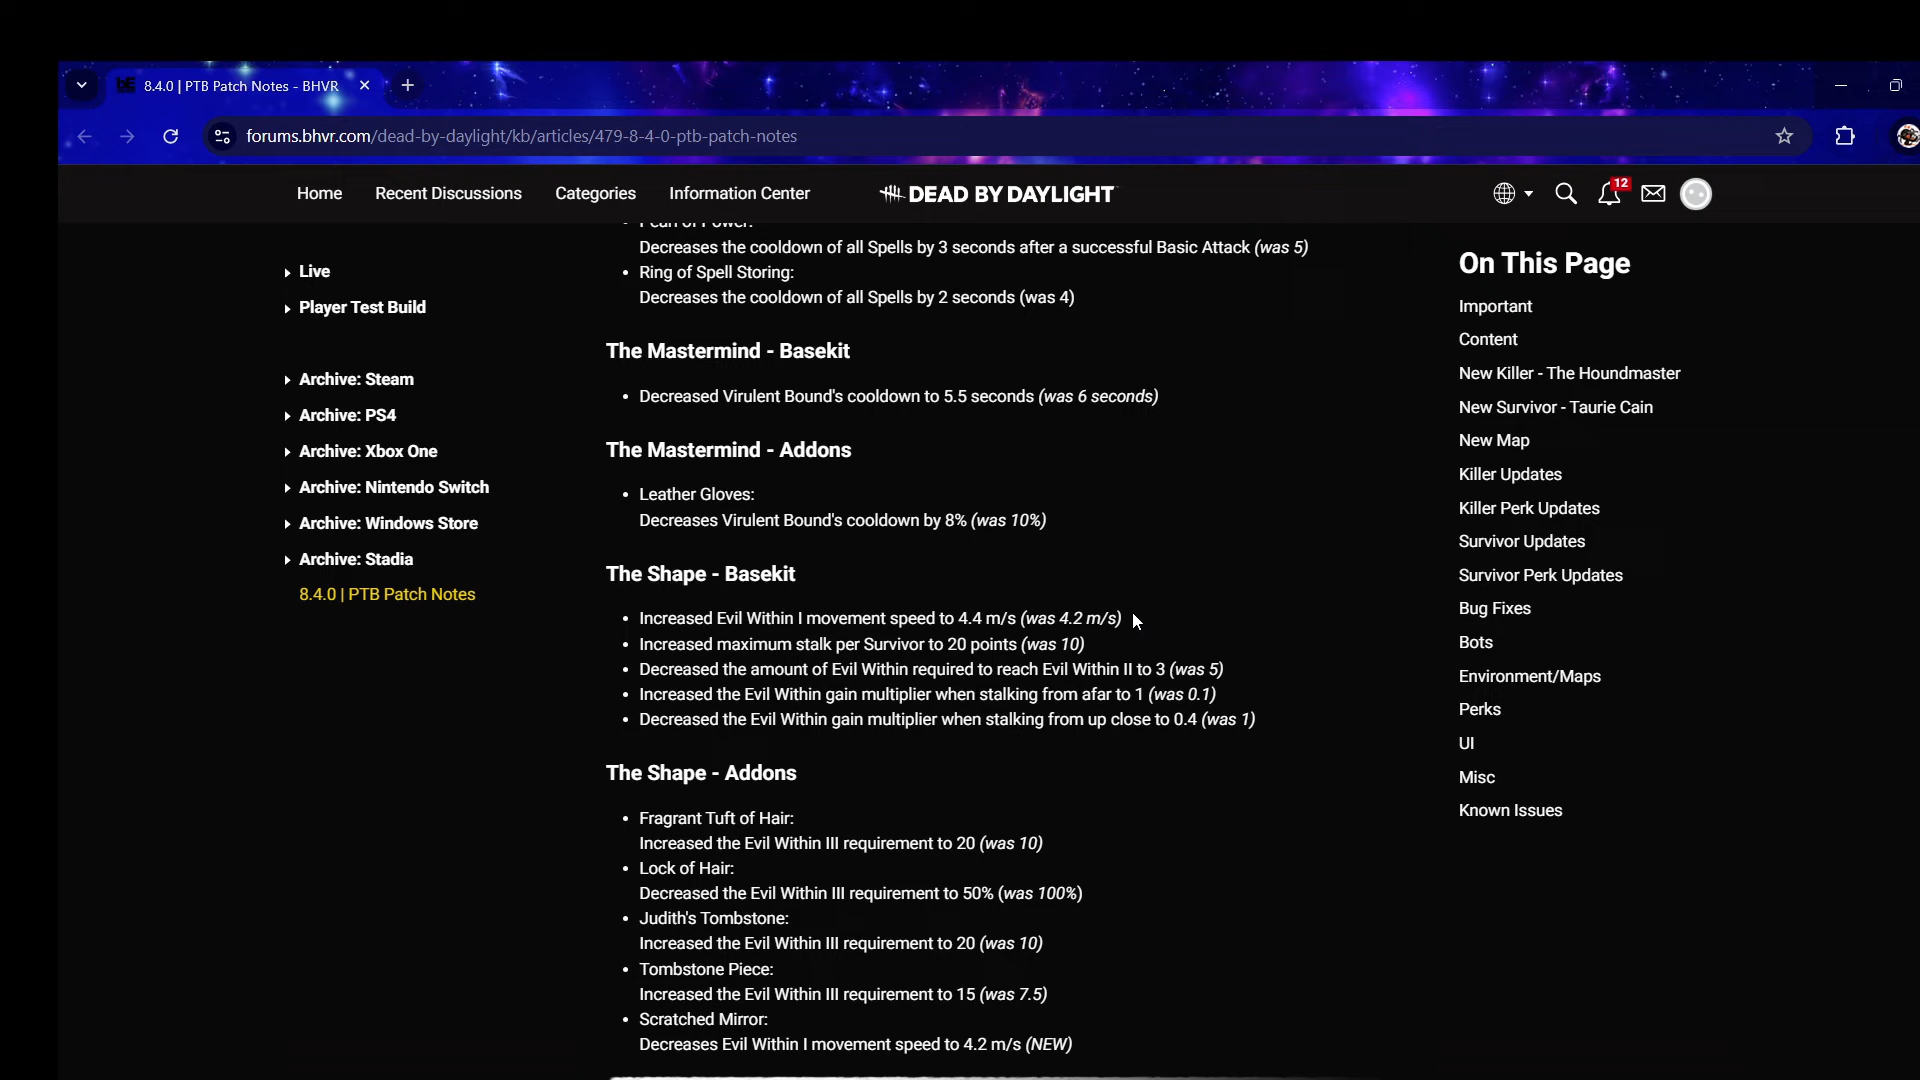 8.4.0 | PTB Patch Notes - BHVR
forums.bhvr.com/dead-by-daylight/kb/articles/479-8-4-0-ptb-patch-notes
Home Recent Discussions Categories Information Center DEAD BY DAYLIGHT 12
Live
Player Test Build
Archive: Steam
Archive: PS4
Archive: Xbox One
Archive: Nintendo Switch
Archive: Windows Store
Archive: Stadia
8.4.0 | PTB Patch Notes
Decreases the cooldown of all Spells by 3 seconds after a successful Basic Attack (was 5)
• Ring of Spell Storing:
Decreases the cooldown of all Spells by 2 seconds (was 4)
The Mastermind - Basekit
• Decreased Virulent Bound's cooldown to 5.5 seconds (was 6 seconds)
The Mastermind - Addons
• Leather Gloves:
Decreases Virulent Bound's cooldown by 8% (was 10%)
The Shape - Basekit
• Increased Evil Within I movement speed to 4.4 m/s (was 4.2 m/s)
• Increased maximum stalk per Survivor to 20 points (was 10)
• Decreased the amount of Evil Within required to reach Evil Within II to 3 (was 5)
• Increased the Evil Within gain multiplier when stalking from afar to 1 (was 0.1)
• Decreased the Evil Within gain multiplier when stalking from up close to 0.4 (was 1)
The Shape - Addons
• Fragrant Tuft of Hair:
Increased the Evil Within III requirement to 20 (was 10)
• Lock of Hair:
Decreased the Evil Within III requirement to 50% (was 100%)
• Judith's Tombstone:
Increased the Evil Within III requirement to 20 (was 10)
• Tombstone Piece:
Increased the Evil Within III requirement to 15 (was 7.5)
• Scratched Mirror:
Decreases Evil Within I movement speed to 4.2 m/s (NEW)
On This Page
Important
Content
New Killer - The Houndmaster
New Survivor - Taurie Cain
New Map
Killer Updates
Killer Perk Updates
Survivor Updates
Survivor Perk Updates
Bug Fixes
Bots
Environment/Maps
Perks
UI
Misc
Known Issues